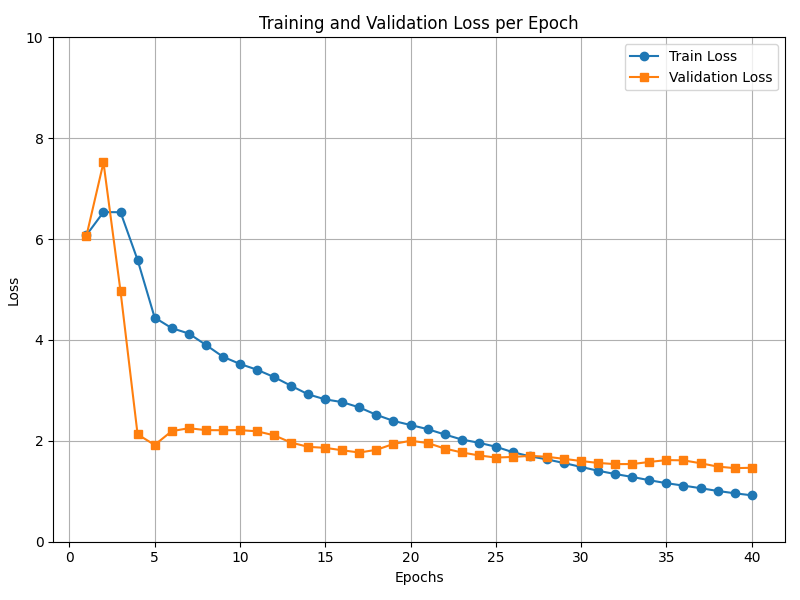 Training and Validation Loss per Epoch
Train Loss
Validation Loss
10
8
6
4
2
0
Loss
0 5 10 15 20 25 30 35 40
Epochs